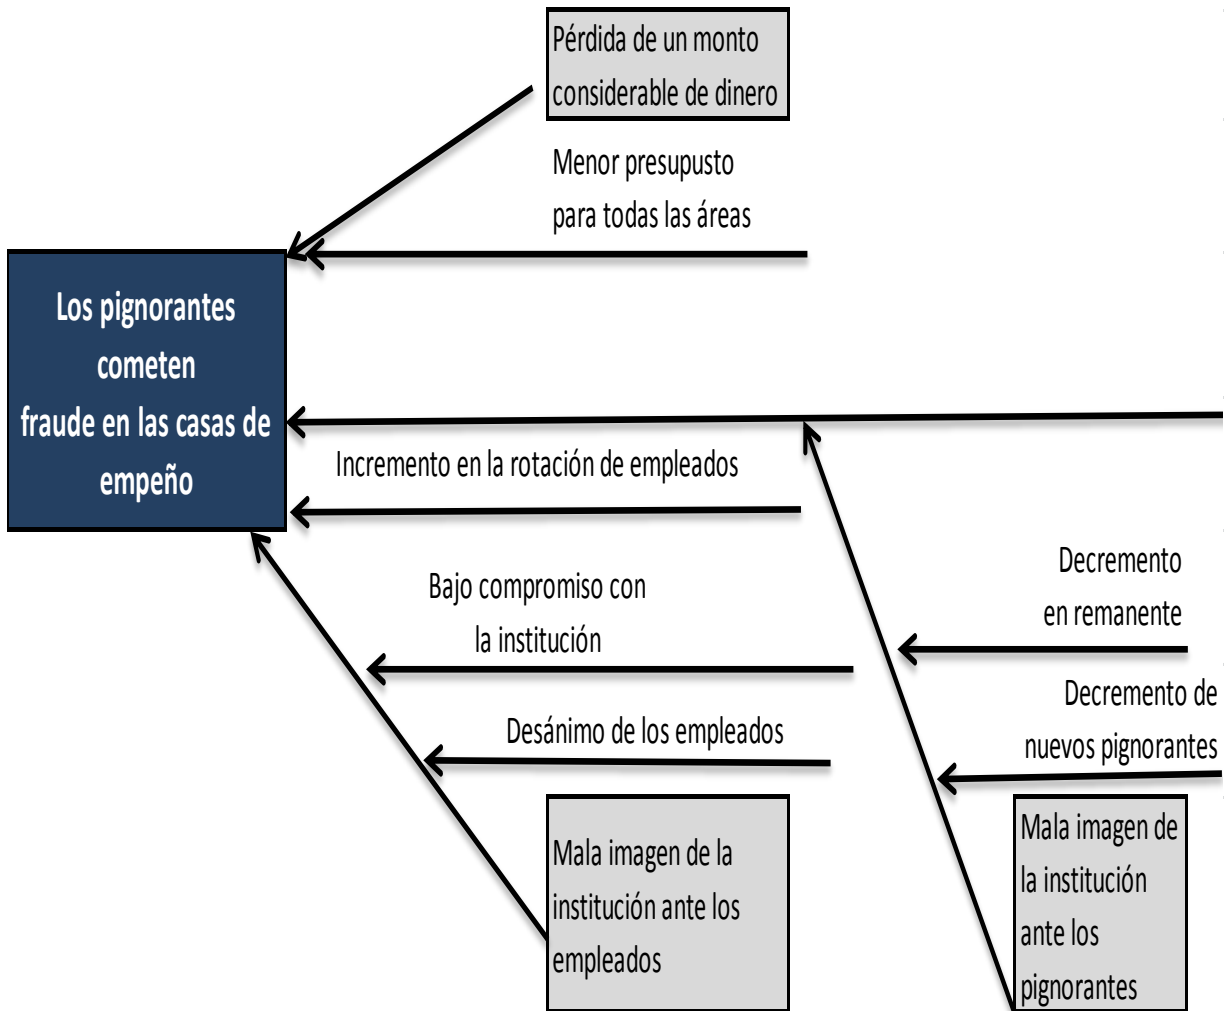 Pérdida de un monto
considerable de dinero
Menor presupusto
para todas las áreas
Los pignorantes
cometen
fraude en las casas de
empeño
Incremento en la rotación de empleados
Bajo compromiso con
la institución
Decremento
en remanente
Desánimo de los empleados
Decremento de
nuevos pignorantes
Mala imagen de la
institución ante los
empleados
Mala imagen de
la institución
ante los
pignorantes